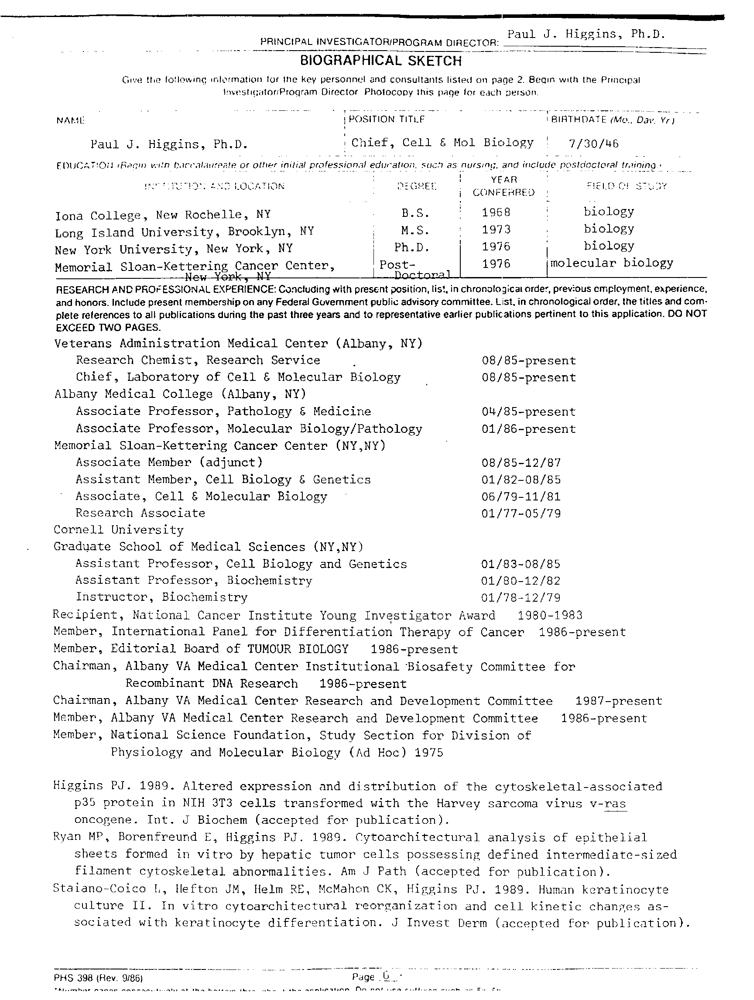 Paul J. Higgins, Ph.D.
PRINCIPAL INVESTIGATOR/PROGRAM DIRECTOR:
BIOGRAPHICAL SKETCH
Give the following information for the key personnel and consultants listed on page 2. Begin with the Principal
Investigator/Program Director. Photocopy this page for each person.
NAME POSITION TITLE BIRTHDATE (Mo., Day, Yr.)
Paul J. Higgins, Ph.D. Chief, Cell & Mol Biology 7/30/46
EDUCATION (Begin with baccalaureate or other initial professional education, such as nursing, and include postdoctoral training.)
INSTITUTION AND LOCATION DEGREE YEAR CONFERRED FIELD OF STUDY
Iona College, New Rochelle, NY B.S. 1968 biology
Long Island University, Brooklyn, NY M.S. 1973 biology
New York University, New York, NY Ph.D. 1976 biology
Memorial Sloan-Kettering Cancer Center, Post- 1976 molecular biology
New York, NY Doctoral
RESEARCH AND PROFESSIONAL EXPERIENCE: Concluding with present position, list, in chronological order, previous employment, experience,
and honors. Include present membership on any Federal Government public advisory committee. List, in chronological order, the titles and com-
plete references to all publications during the past three years and to representative earlier publications pertinent to this application. DO NOT
EXCEED TWO PAGES.
Veterans Administration Medical Center (Albany, NY)
Research Chemist, Research Service 08/85-present
Chief, Laboratory of Cell & Molecular Biology 08/85-present
Albany Medical College (Albany, NY)
Associate Professor, Pathology & Medicine 04/85-present
Associate Professor, Molecular Biology/Pathology 01/86-present
Memorial Sloan-Kettering Cancer Center (NY,NY)
Associate Member (adjunct) 08/85-12/87
Assistant Member, Cell Biology & Genetics 01/82-08/85
Associate, Cell & Molecular Biology 06/79-11/81
Research Associate 01/77-05/79
Cornell University
Graduate School of Medical Sciences (NY,NY)
Assistant Professor, Cell Biology and Genetics 01/83-08/85
Assistant Professor, Biochemistry 01/80-12/82
Instructor, Biochemistry 01/78-12/79
Recipient, National Cancer Institute Young Investigator Award 1980-1983
Member, International Panel for Differentiation Therapy of Cancer 1986-present
Member, Editorial Board of TUMOUR BIOLOGY 1986-present
Chairman, Albany VA Medical Center Institutional Biosafety Committee for
Recombinant DNA Research 1986-present
Chairman, Albany VA Medical Center Research and Development Committee 1987-present
Member, Albany VA Medical Center Research and Development Committee 1986-present
Member, National Science Foundation, Study Section for Division of
Physiology and Molecular Biology (Ad Hoc) 1975
Higgins PJ. 1989. Altered expression and distribution of the cytoskeletal-associated
p35 protein in NIH 3T3 cells transformed with the Harvey sarcoma virus v-ras
oncogene. Int. J Biochem (accepted for publication).
Ryan MP, Borenfreund E, Higgins PJ. 1989. Cytoarchitectural analysis of epithelial
sheets formed in vitro by hepatic tumor cells possessing defined intermediate-sized
filament cytoskeletal abnormalities. Am J Path (accepted for publication).
Staiano-Coico L, Hefton JM, Helm RE, McMahon CK, Higgins PJ. 1989. Human keratinocyte
culture II. In vitro cytoarchitectural reorganization and cell kinetic changes as-
sociated with keratinocyte differentiation. J Invest Derm (accepted for publication).
PHS 398 (Rev. 9/86) Page 6